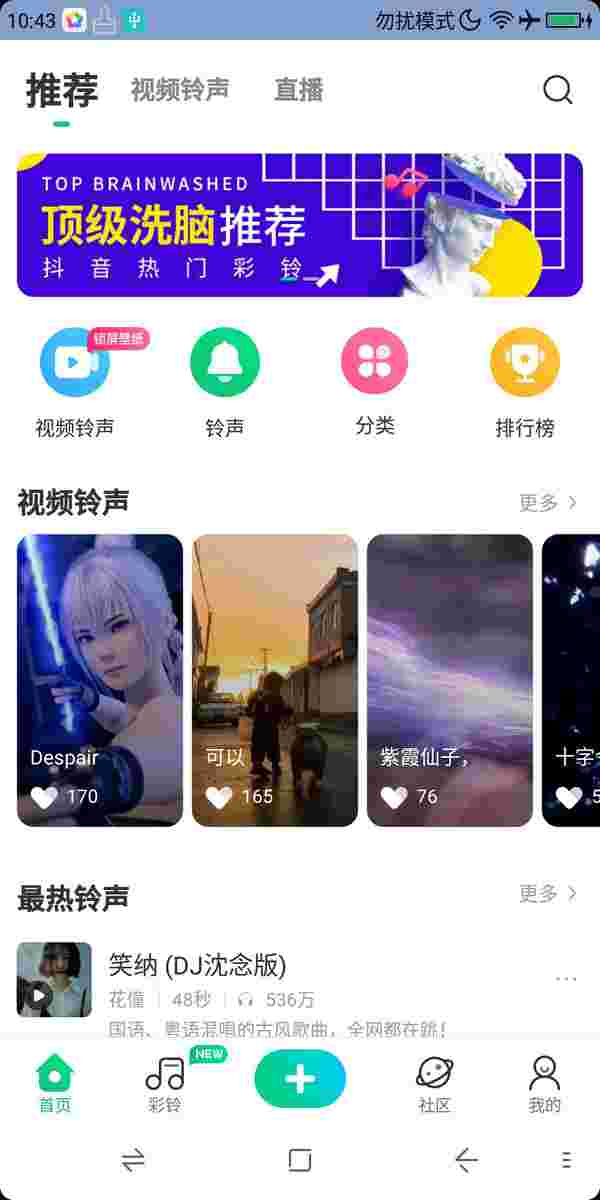 10:43 勿扰模式
推荐 视频铃声 直播
TOP BRAINWASHED
顶级洗脑推荐
抖音热门彩铃
锁屏壁纸
视频铃声 铃声 分类 排行榜
视频铃声 更多
Despair 可以 紫霞仙子， 十字
170 165 76 5
最热铃声 更多
笑纳 (DJ沈念版)
花僮 48秒 536万
国语、粤语混唱的古风歌曲，全网都在跳！
NEW
首页 彩铃 社区 我的